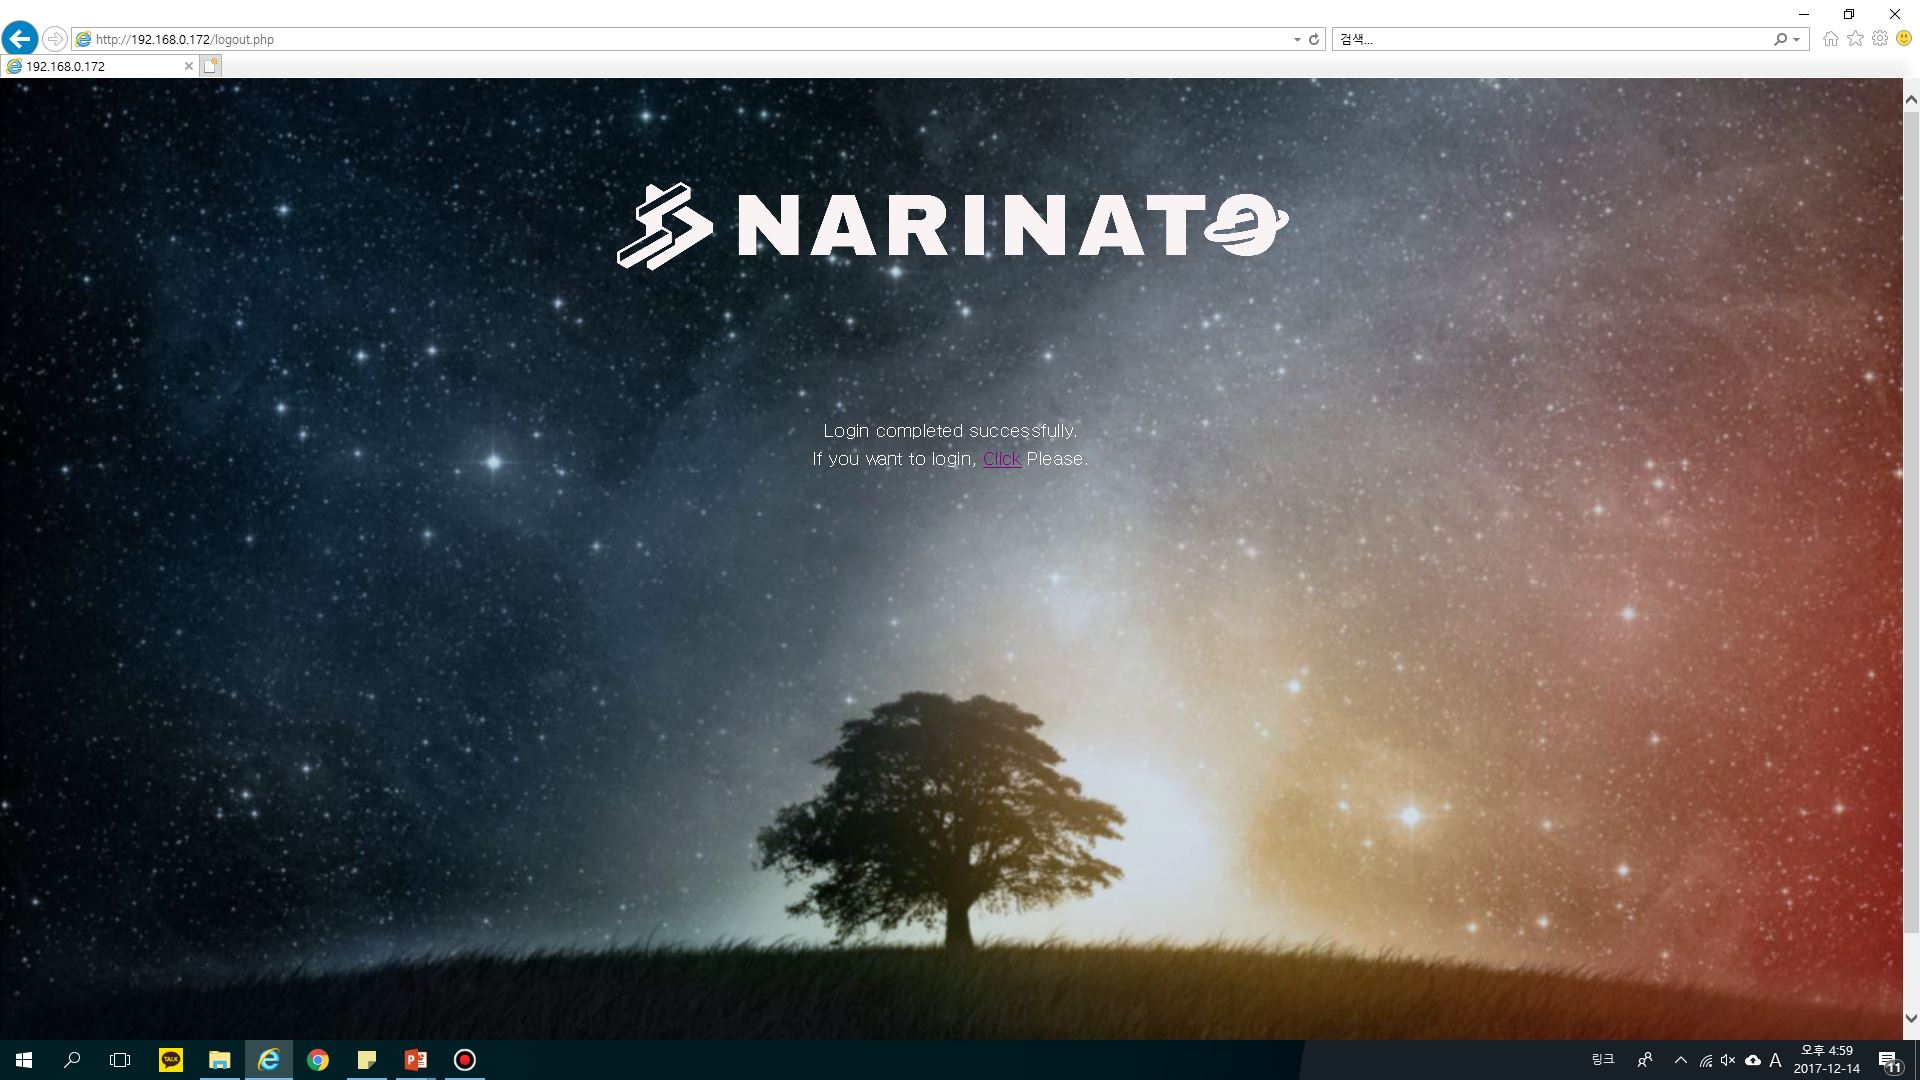 http://192.168.0.172/logout.php
검색...
192.168.0.172
NARINATO
Login completed successfully.
If you want to login, Click Please.
TALK
링크
A
오후 4:59
2017-12-14
11